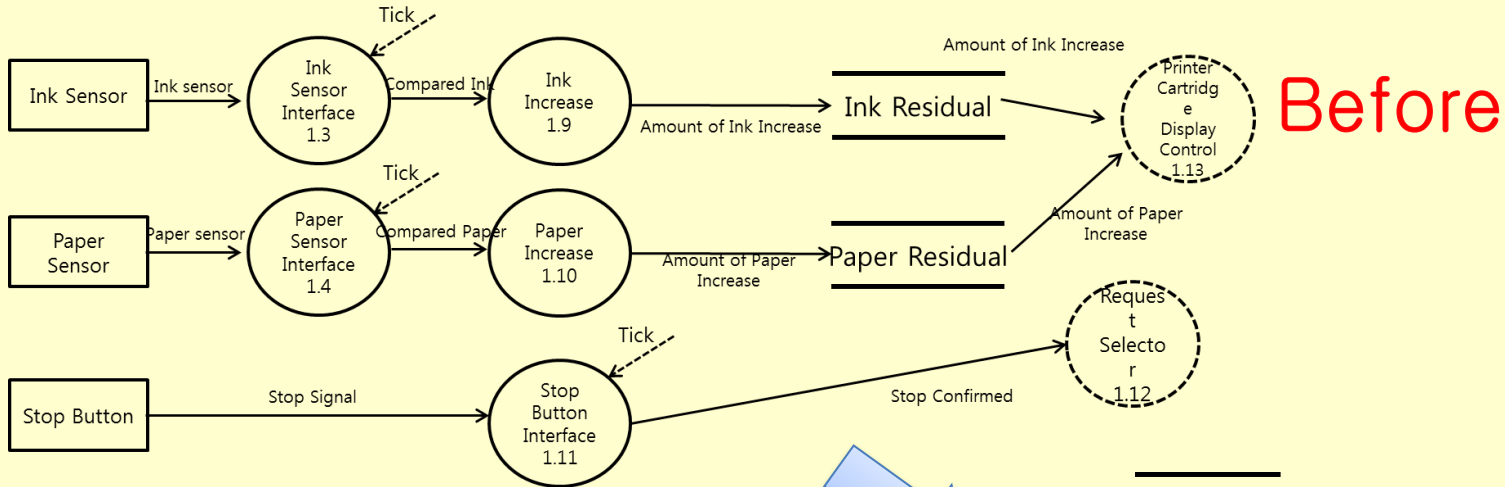 Tick
Amount of Ink Increase
Ink Sensor
Ink sensor
Ink
Sensor
Interface
1.3
Compared Ink
Ink
Increase
1.9
Amount of Ink Increase
Ink Residual
Printer
Cartridg
e
Display
Control
1.13
Before
Tick
Paper
Sensor
Paper sensor
Paper
Sensor
Interface
1.4
Compared Paper
Paper
Increase
1.10
Amount of Paper
Increase
Paper Residual
Amount of Paper
Increase
Tick
Stop Button
Stop Signal
Stop
Button
Interface
1.11
Stop Confirmed
Reques
t
Selecto
r
1.12